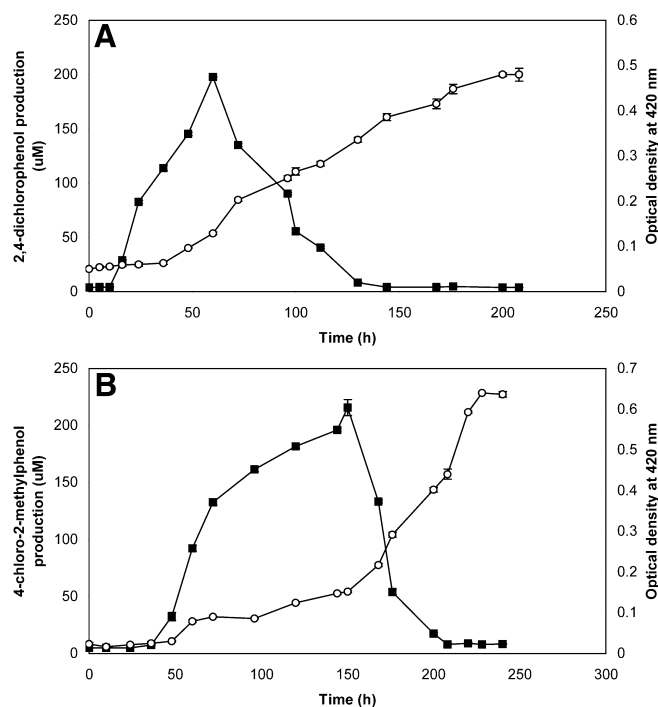 A
2,4-dichlorophenol production
(uM)
250
200
150
100
50
0
0.6
0.5
0.4
0.3
0.2
0.1
0
Optical density at 420 nm
0 50 100 150 200 250
Time (h)
B
4-chloro-2-methylphenol
production (uM)
250
200
150
100
50
0
0.7
0.6
0.5
0.4
0.3
0.2
0.1
0
Optical density at 420 nm
0 50 100 150 200 250 300
Time (h)